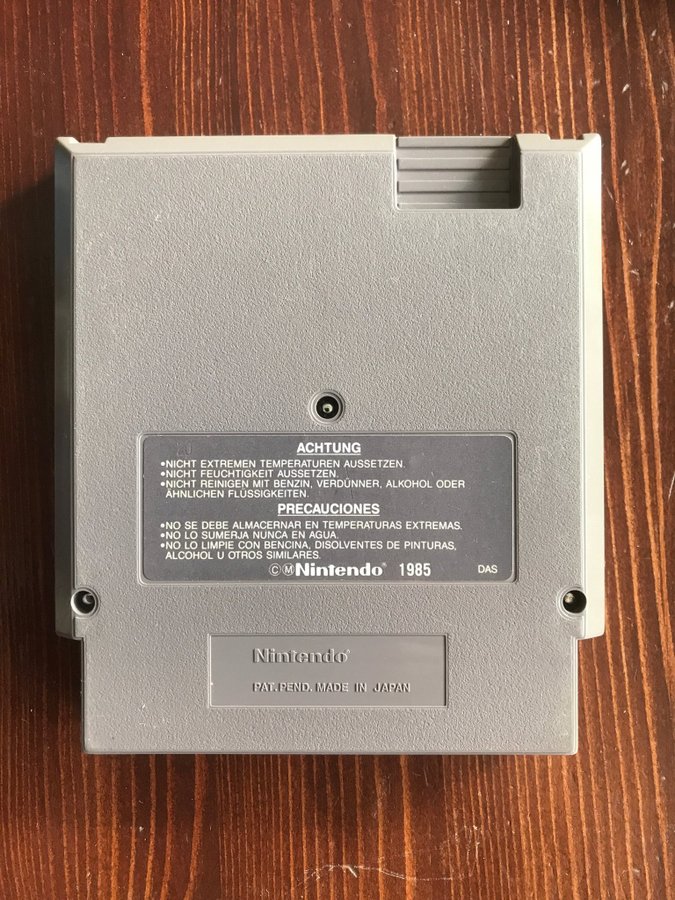 ACHTUNG
•NICHT EXTREMEN TEMPERATUREN AUSSETZEN.
•NICHT FEUCHTIGKEIT AUSSETZEN.
•NICHT REINIGEN MIT BENZIN, VERDÜNNER, ALKOHOL ODER
ÄHNLICHEN FLÜSSIGKEITEN.
PRECAUCIONES
•NO SE DEBE ALMACERNAR EN TEMPERATURAS EXTREMAS.
•NO LO SUMERJA NUNCA EN AGUA.
•NO LO LIMPIE CON BENCINA, DISOLVENTES DE PINTURAS,
ALCOHOL U OTROS SIMILARES.
ⒸⓂNintendo® 1985 DAS
Nintendo®
PAT. PEND. MADE IN JAPAN